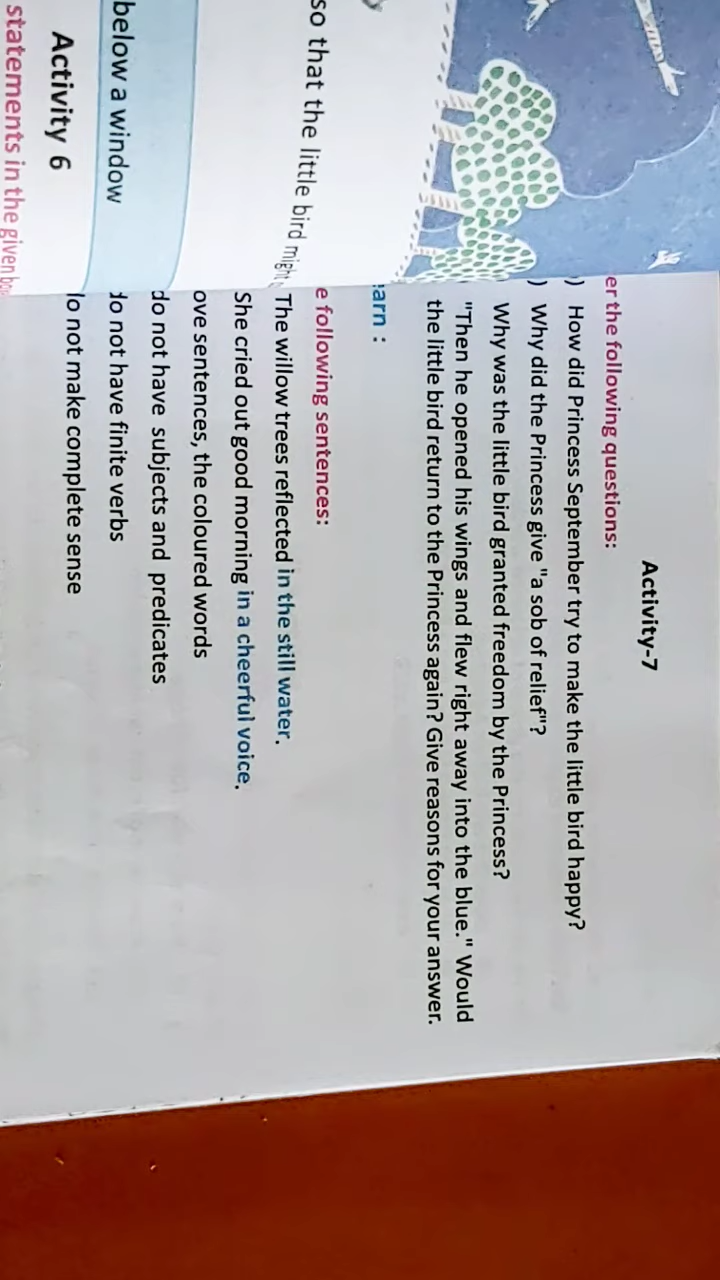 so that the little bird
below a window
Activity 6
statements in the given
Activity-7
er the following questions:
) How did Princess September try to make the little bird happy?
) Why did the Princess give "a sob of relief"?
Why was the little bird granted freedom by the Princess?
"Then he opened his wings and flew right away into the blue." Would
the little bird return to the Princess again? Give reasons for your answer.
earn :
e following sentences:
The willow trees reflected in the still water.
She cried out good morning in a cheerful voice.
ove sentences, the coloured words
do not have subjects and predicates
do not have finite verbs
do not make complete sense